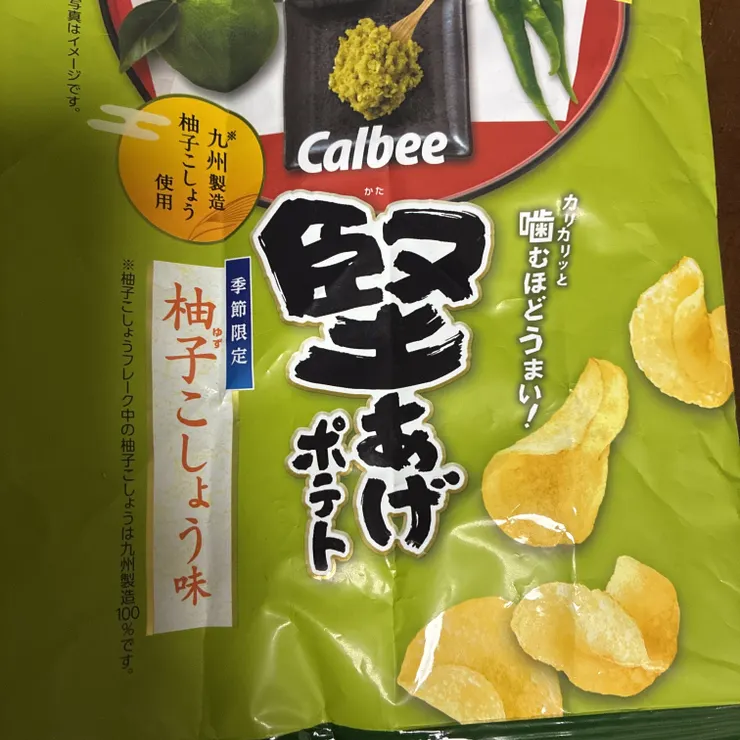 写真はイメージです。
※
九州製造
柚子こしょう
使用
Calbee
かた
堅あげ
ポテト
カリカリッと
噛むほどうまい!
季節限定
ゆず
柚子こしょう味
※柚子こしょうフレーク中の柚子こしょうは九州製造100%です。